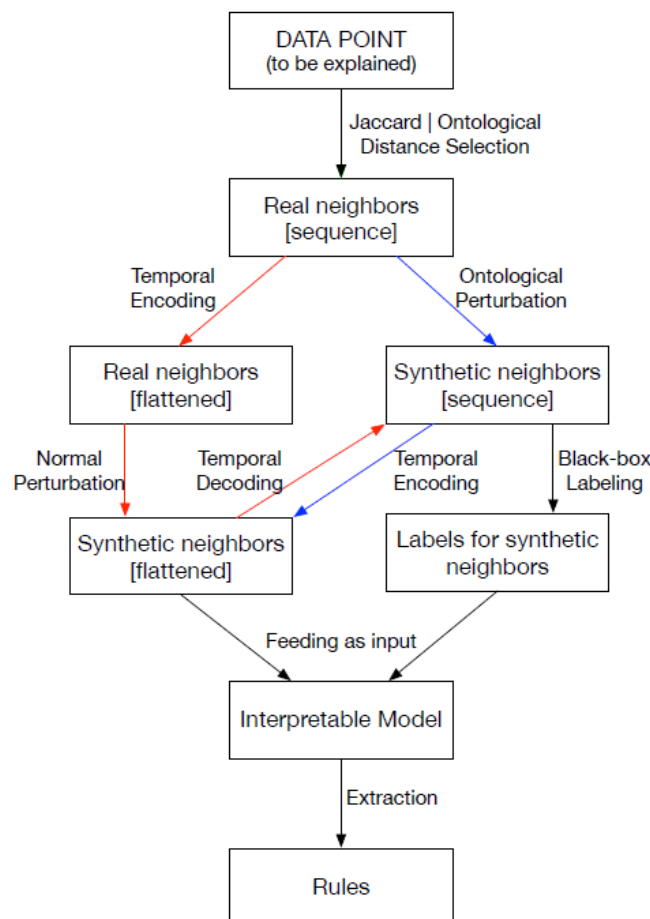 DATA POINT
(to be explained)
Jaccard | Ontological
Distance Selection
Real neighbors
[sequence]
Temporal
Encoding
Ontological
Perturbation
Real neighbors
[flattened]
Synthetic neighbors
[sequence]
Normal
Perturbation
Temporal
Decoding
Temporal
Encoding
Black-box
Labeling
Synthetic neighbors
[flattened]
Labels for synthetic
neighbors
Feeding as input
Interpretable Model
Extraction
Rules